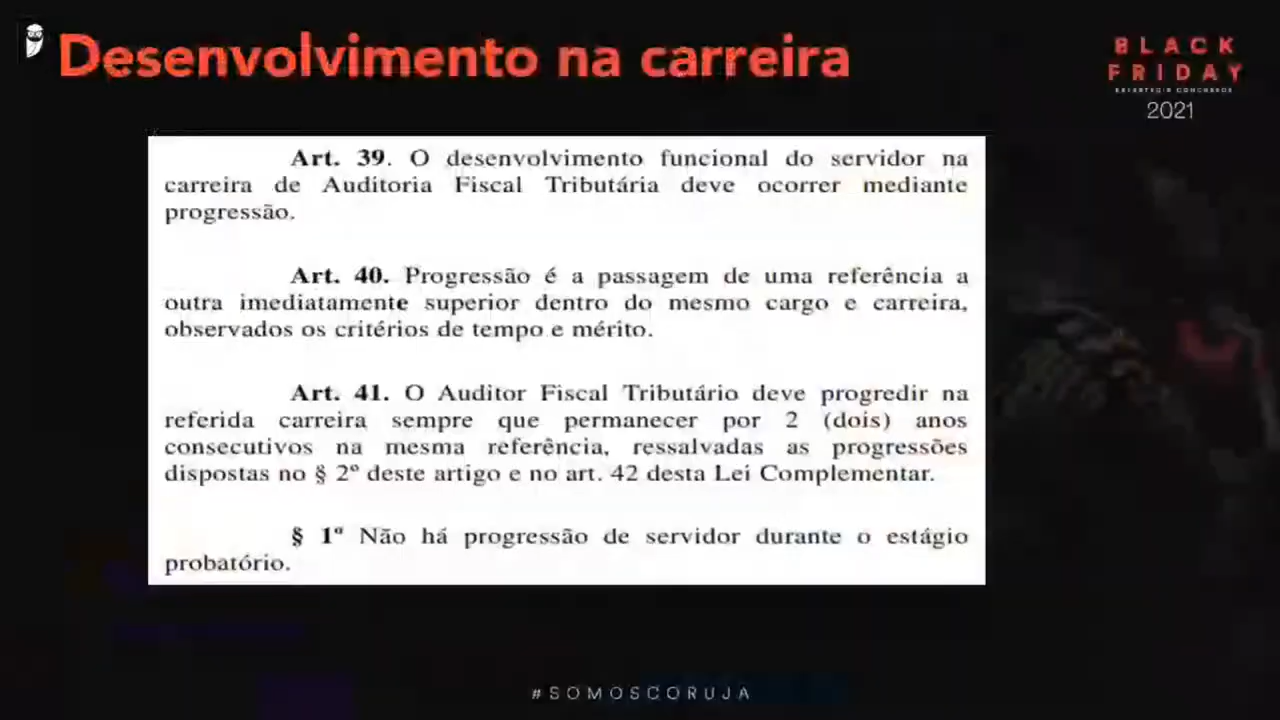 Desenvolvimento na carreira
BLACK
FRIDAY
ESTRATÉGIA CONCURSOS
2021
Art. 39. O desenvolvimento funcional do servidor na
carreira de Auditoria Fiscal Tributária deve ocorrer mediante
progressão.
Art. 40. Progressão é a passagem de uma referência a
outra imediatamente superior dentro do mesmo cargo e carreira,
observados os critérios de tempo e mérito.
Art. 41. O Auditor Fiscal Tributário deve progredir na
referida carreira sempre que permanecer por 2 (dois) anos
consecutivos na mesma referência, ressalvadas as progressões
dispostas no § 2º deste artigo e no art. 42 desta Lei Complementar.
§ 1º Não há progressão de servidor durante o estágio
probatório.
#SOMOSCORUJA